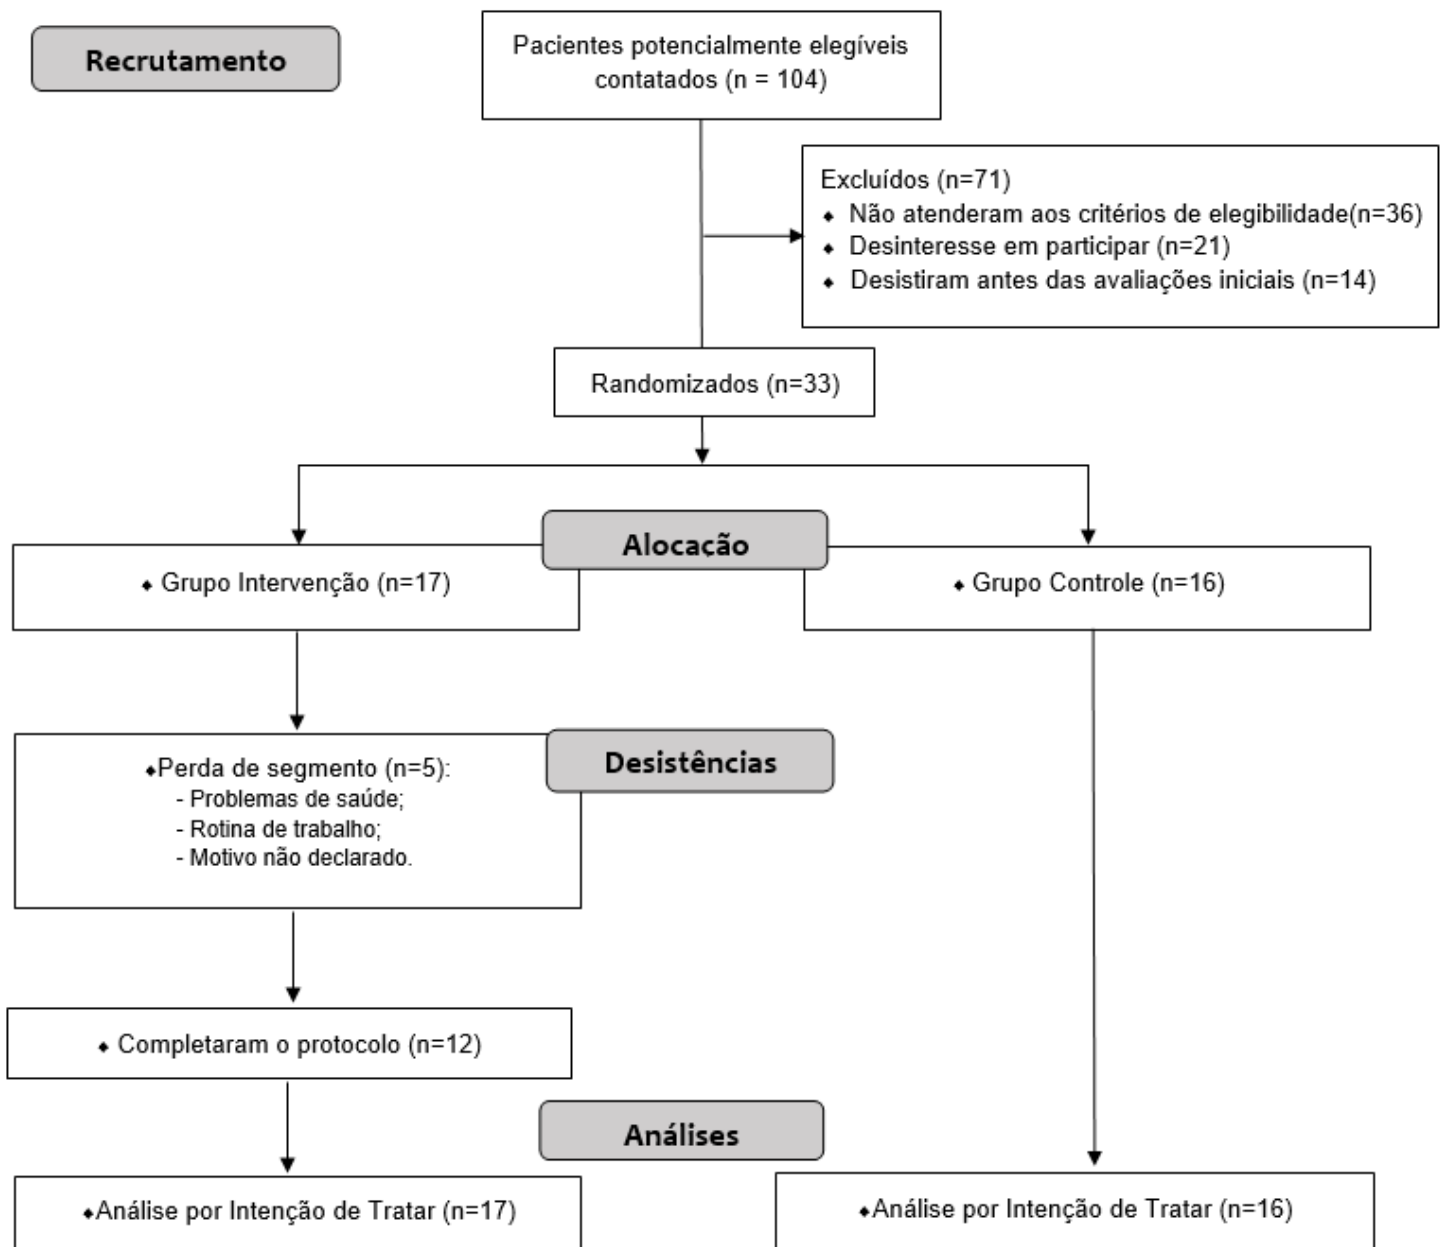 Recrutamento
Pacientes potencialmente elegíveis
contatados (n = 104)
Excluídos (n=71)
⬥ Não atenderam aos critérios de elegibilidade(n=36)
⬥ Desinteresse em participar (n=21)
⬥ Desistiram antes das avaliações iniciais (n=14)
Randomizados (n=33)
Alocação
⬥ Grupo Intervenção (n=17)
⬥ Grupo Controle (n=16)
⬥Perda de segmento (n=5):
- Problemas de saúde;
- Rotina de trabalho;
- Motivo não declarado.
Desistências
⬥ Completaram o protocolo (n=12)
Análises
⬥Análise por Intenção de Tratar (n=17)
⬥Análise por Intenção de Tratar (n=16)